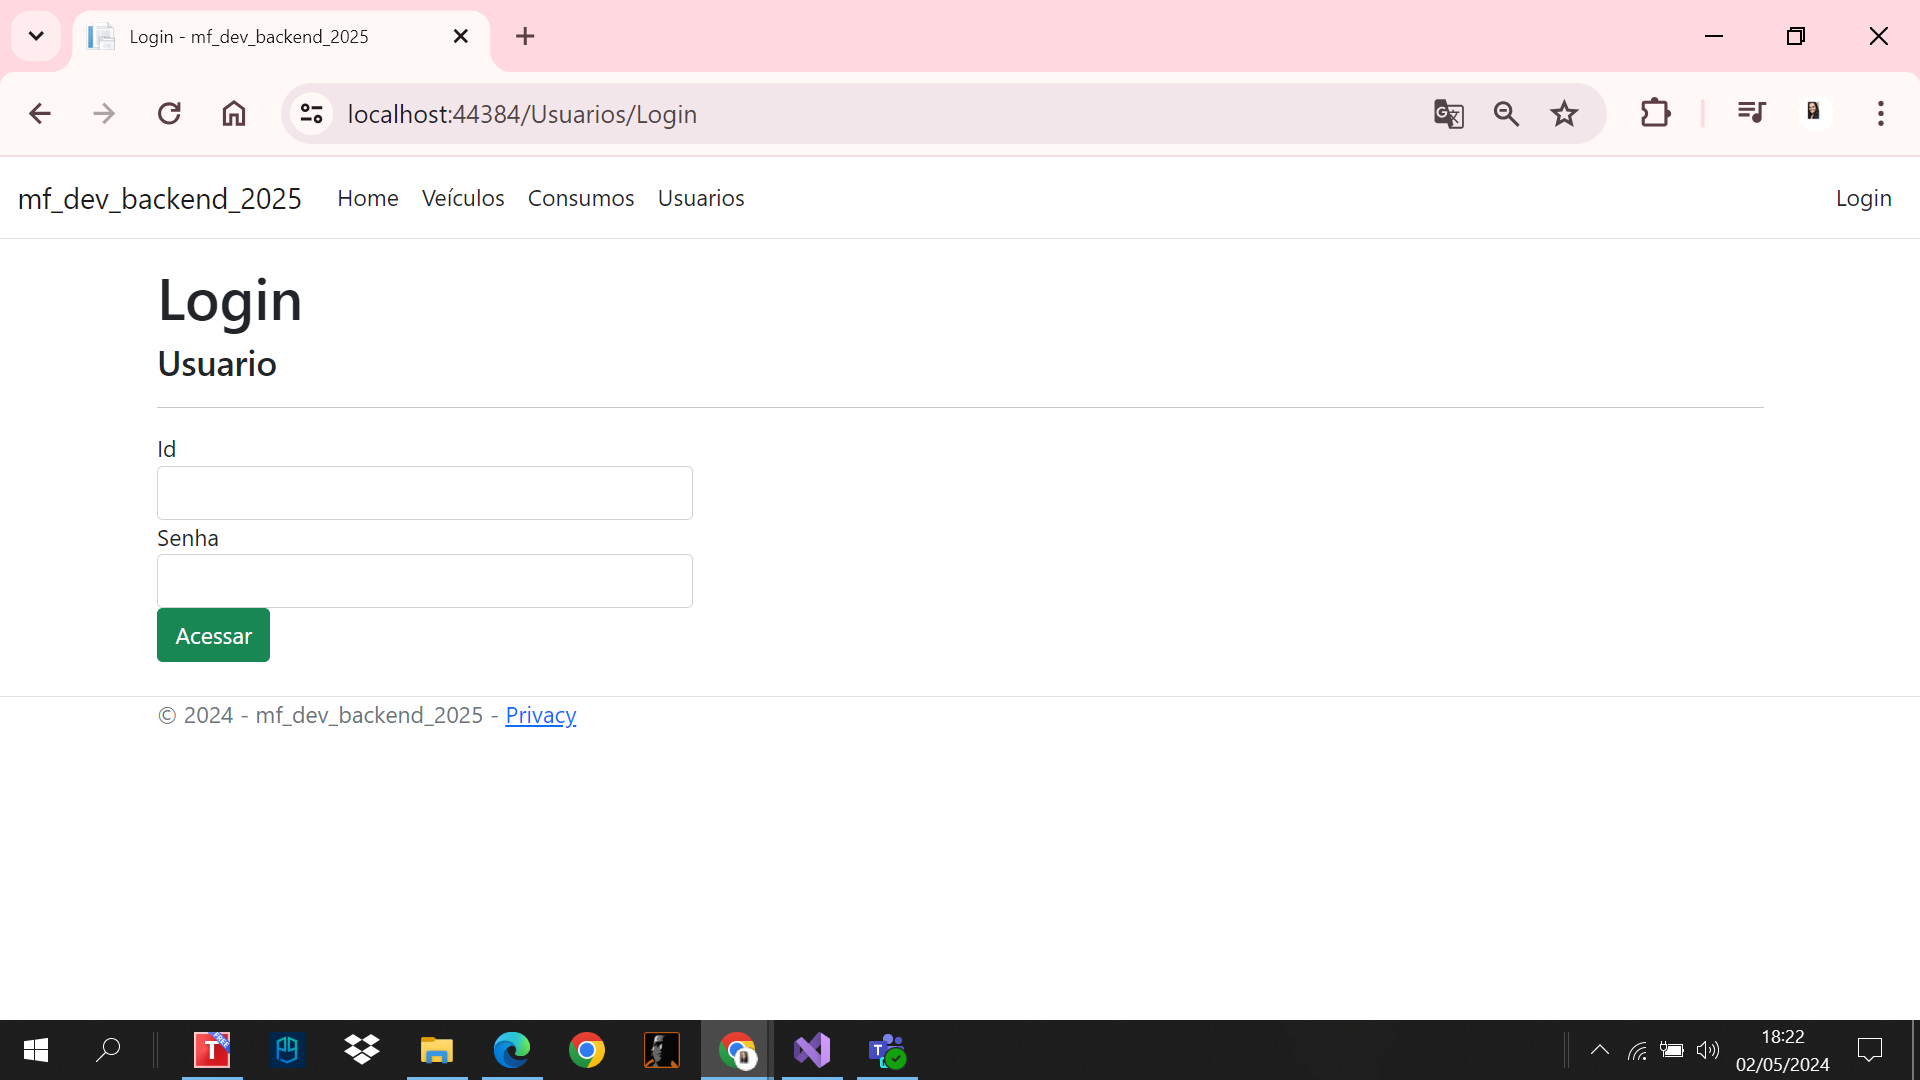 Login - mf_dev_backend_2025
localhost:44384/Usuarios/Login
mf_dev_backend_2025 Home Veículos Consumos Usuarios Login
Login
Usuario
Id
Senha
Acessar
© 2024 - mf_dev_backend_2025 - Privacy
18:22
02/05/2024